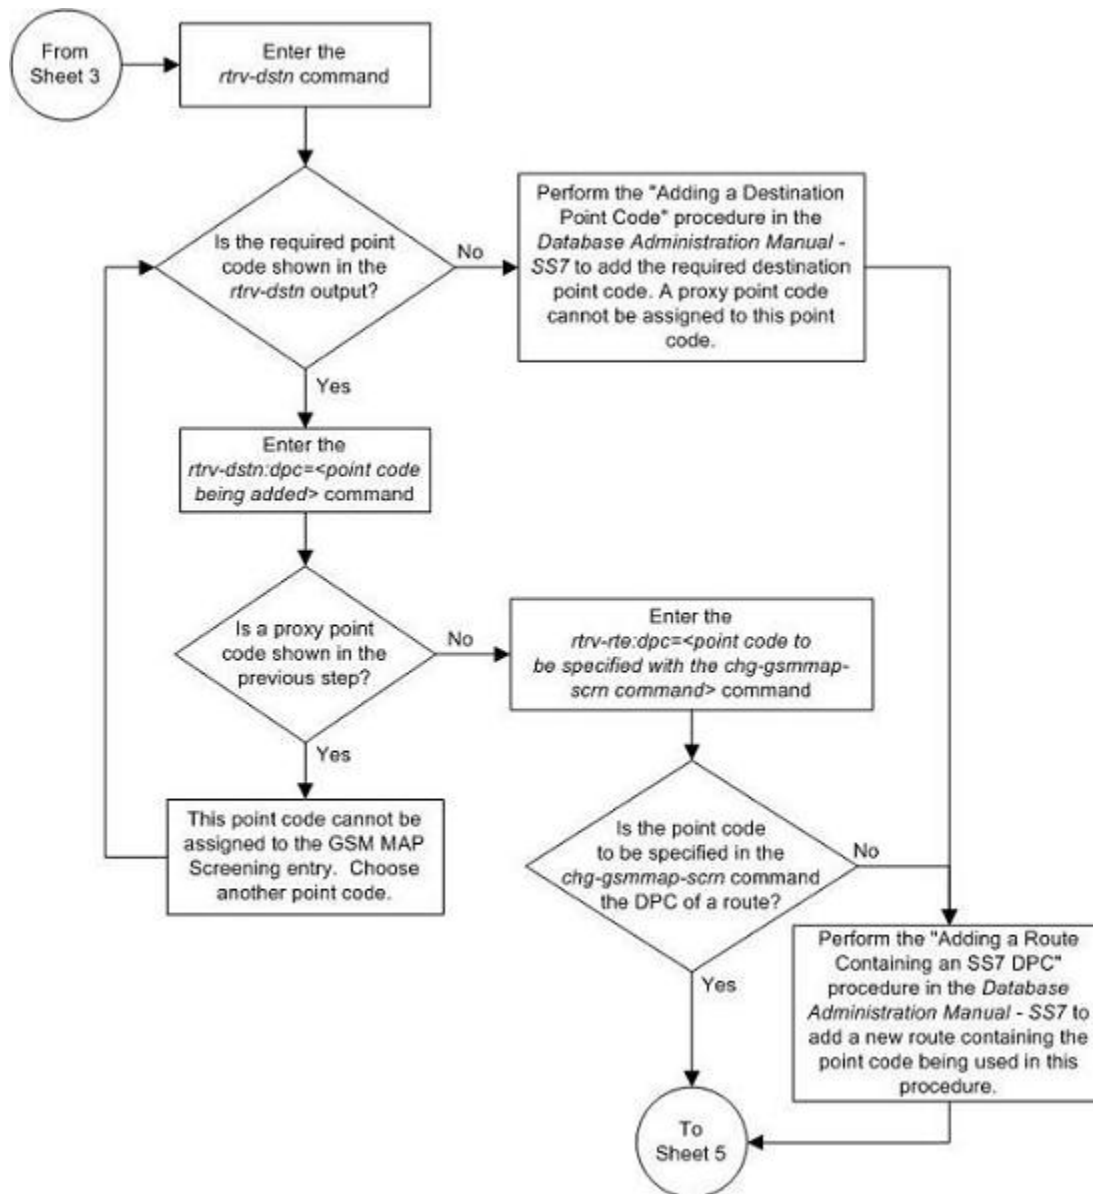 From
Sheet 3
Enter the
rtrv-dstn command
Is the required point
code shown in the
rtrv-dstn output?
No
Perform the "Adding a Destination
Point Code" procedure in the
Database Administration Manual -
SS7 to add the required destination
point code. A proxy point code
cannot be assigned to this point
code.
Yes
Enter the
rtrv-dstn:dpc=<point code
being added> command
Is a proxy point
code shown in the
previous step?
No
Enter the
rtrv-rte:dpc=<point code to
be specified with the chg-gsmmap-
scrn command> command
Yes
This point code cannot be
assigned to the GSM MAP
Screening entry.  Choose
another point code.
Is the point code
to be specified in the
chg-gsmmap-scrn command
the DPC of a route?
No
Yes
Perform the "Adding a Route
Containing an SS7 DPC"
procedure in the Database
Administration Manual - SS7 to
add a new route containing the
point code being used in this
procedure.
To
Sheet 5